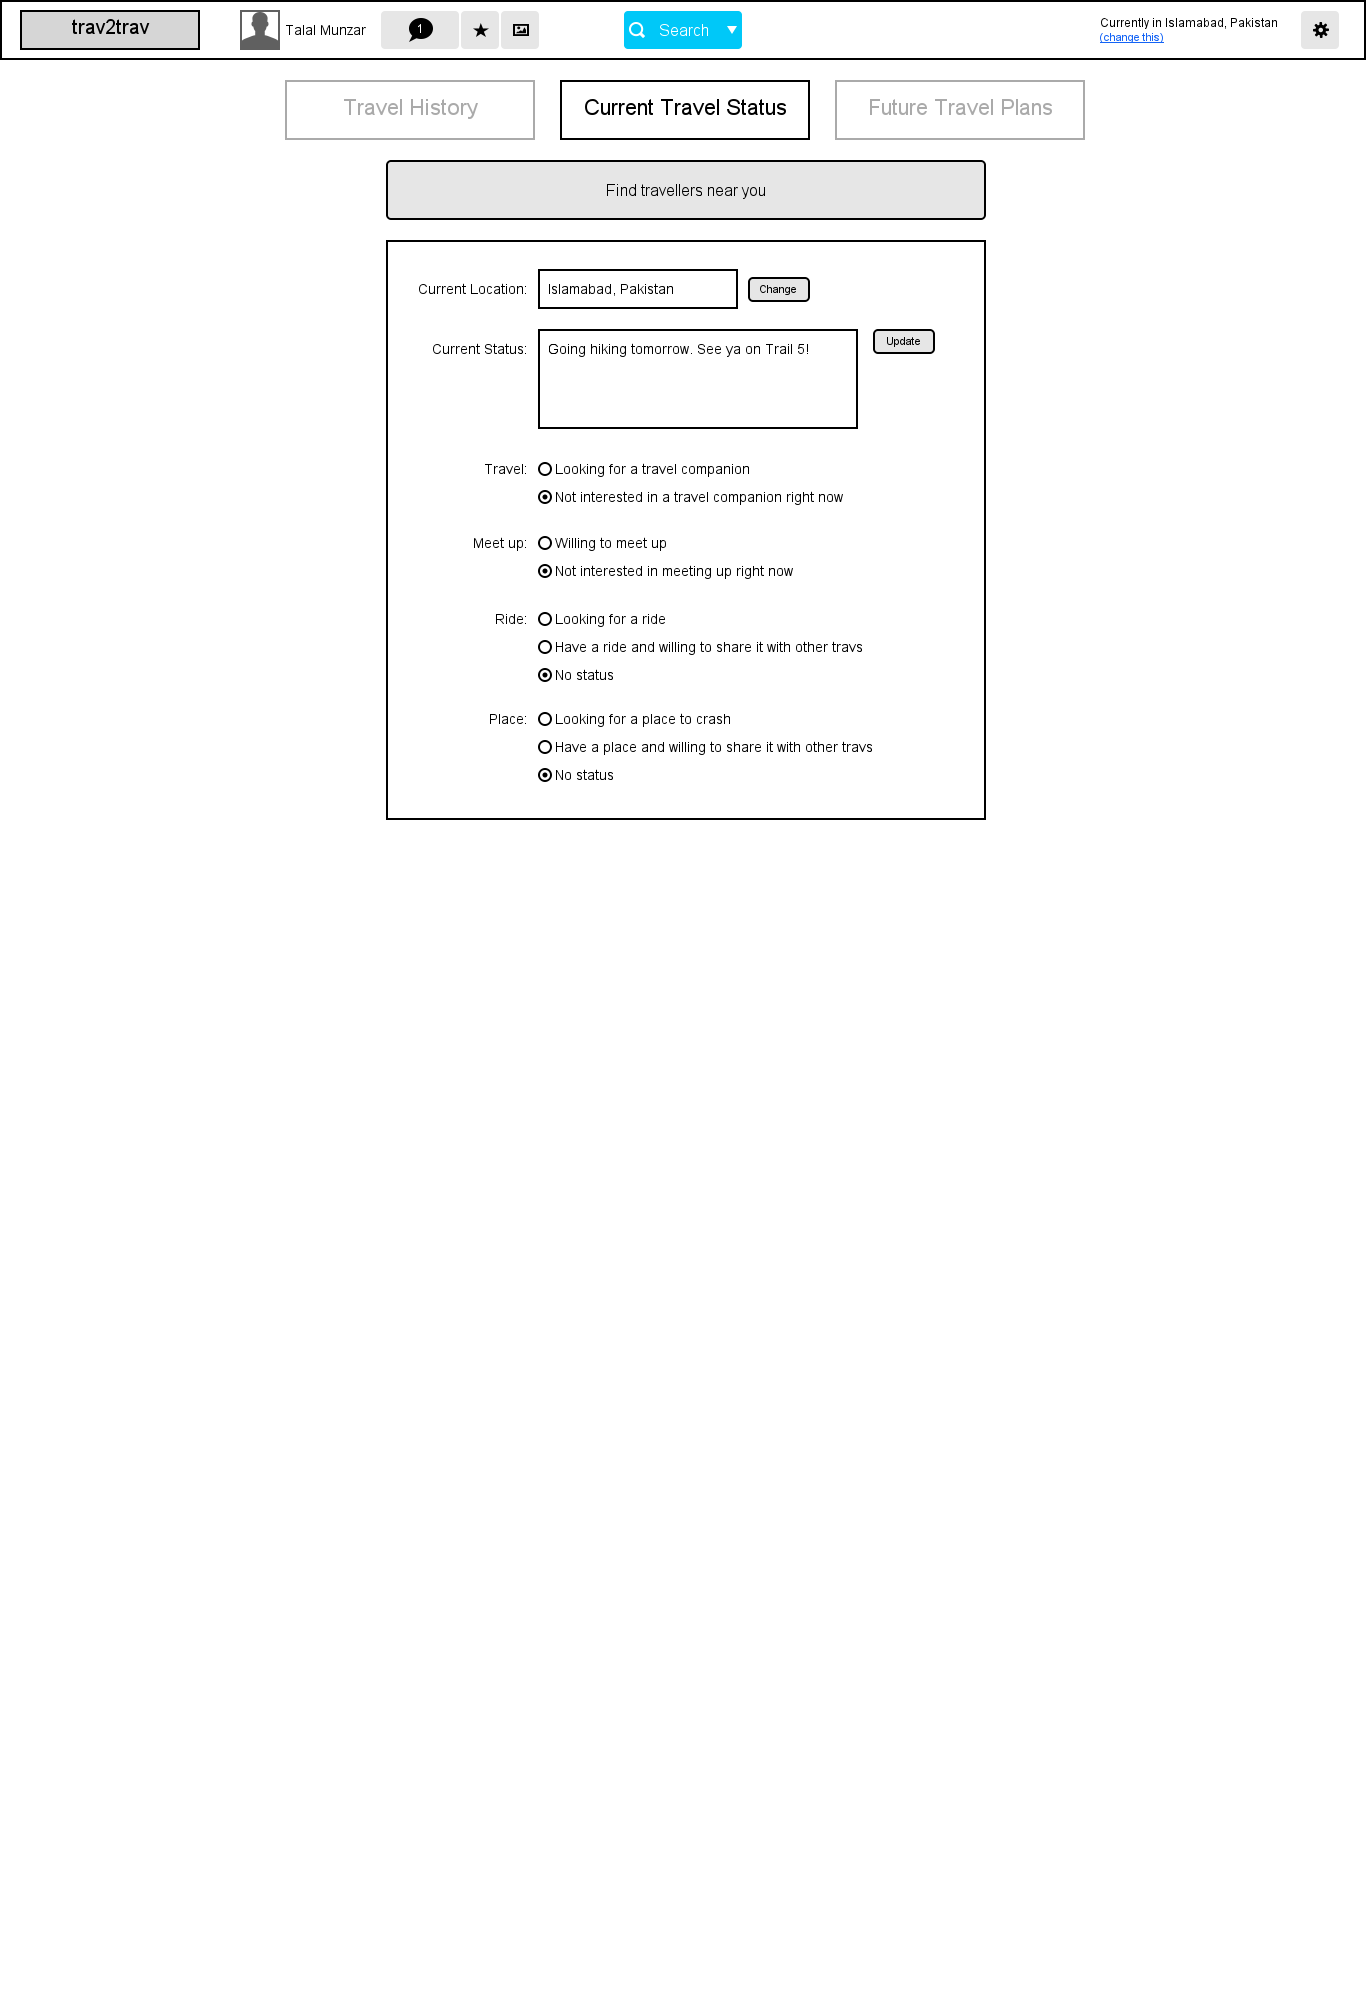 trav2trav
Talal Munzar
1
Search
Currently in Islamabad, Pakistan
(change this)
Travel History
Current Travel Status
Future Travel Plans
Find travellers near you
Current Location:
Islamabad, Pakistan
Change
Current Status:
Going hiking tomorrow. See ya on Trail 5!
Update
Travel:
Looking for a travel companion
Not interested in a travel companion right now
Meet up:
Willing to meet up
Not interested in meeting up right now
Ride:
Looking for a ride
Have a ride and willing to share it with other travs
No status
Place:
Looking for a place to crash
Have a place and willing to share it with other travs
No status